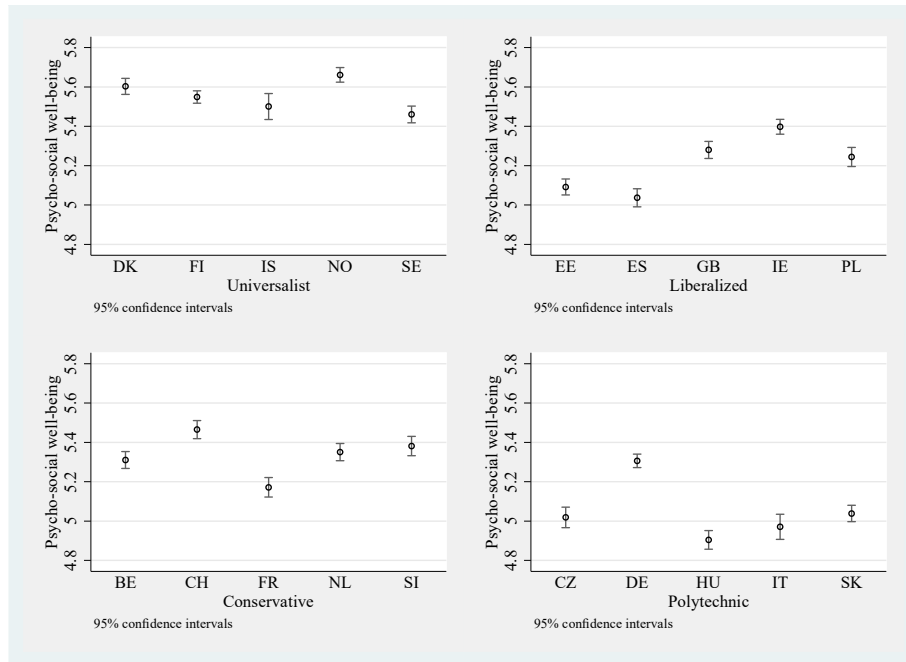 Psycho-social well-being
5.8
5.6
5.4
5.2
5
4.8
DK FI IS NO SE
Universalist
95% confidence intervals
Psycho-social well-being
5.8
5.6
5.4
5.2
5
4.8
EE ES GB IE PL
Liberalized
95% confidence intervals
Psycho-social well-being
5.8
5.6
5.4
5.2
5
4.8
BE CH FR NL SI
Conservative
95% confidence intervals
Psycho-social well-being
5.8
5.6
5.4
5.2
5
4.8
CZ DE HU IT SK
Polytechnic
95% confidence intervals